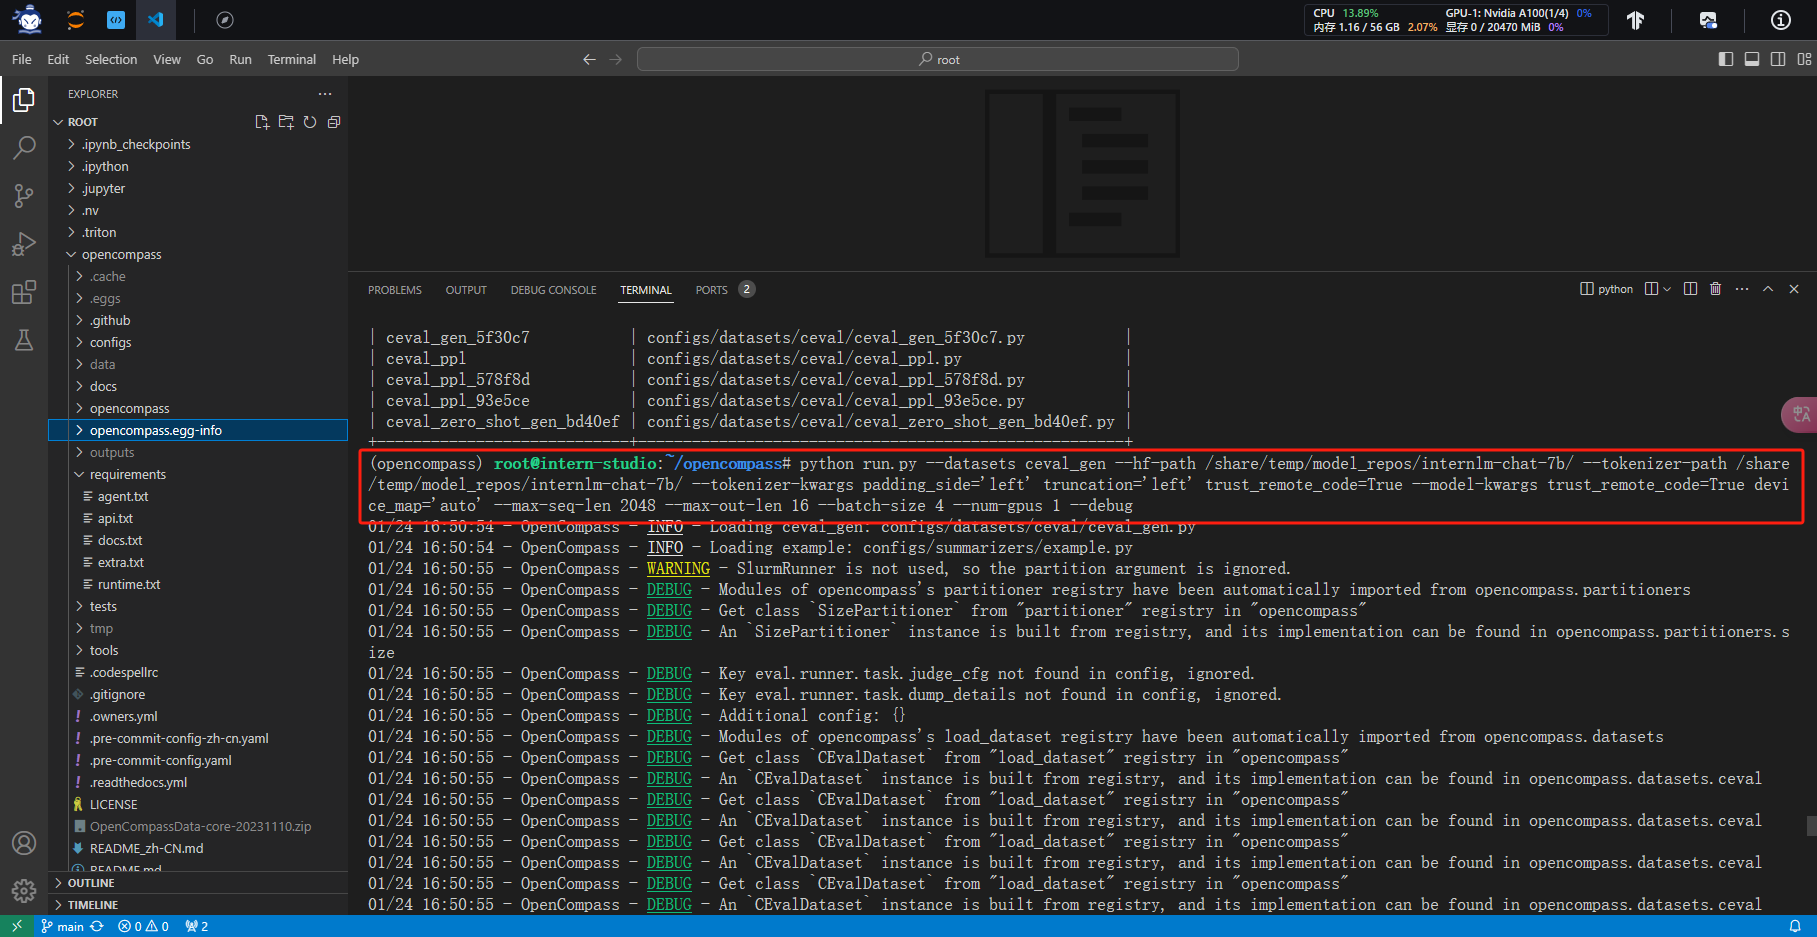 CPU 13.89% GPU-1: Nvidia A100(1/4) 0%
内存 1.16 / 56 GB 2.07% 显存 0 / 20470 MiB 0%
File Edit Selection View Go Run Terminal Help
root
EXPLORER
ROOT
.ipynb_checkpoints
.ipython
.jupyter
.nv
.triton
opencompass
.cache
.eggs
.github
configs
data
docs
opencompass
opencompass.egg-info
outputs
requirements
agent.txt
api.txt
docs.txt
extra.txt
runtime.txt
tests
tmp
tools
.codespellrc
.gitignore
.owners.yml
.pre-commit-config-zh-cn.yaml
.pre-commit-config.yaml
.readthedocs.yml
LICENSE
OpenCompassData-core-20231110.zip
README_zh-CN.md
README.md
OUTLINE
TIMELINE
PROBLEMS OUTPUT DEBUG CONSOLE TERMINAL PORTS 2
python
| ceval_gen_5f30c7 | configs/datasets/ceval/ceval_gen_5f30c7.py |
| ceval_ppl | configs/datasets/ceval/ceval_ppl.py |
| ceval_ppl_578f8d | configs/datasets/ceval/ceval_ppl_578f8d.py |
| ceval_ppl_93e5ce | configs/datasets/ceval/ceval_ppl_93e5ce.py |
| ceval_zero_shot_gen_bd40ef | configs/datasets/ceval/ceval_zero_shot_gen_bd40ef.py |
+----------------------------+------------------------------------------------------+
(opencompass) root@intern-studio:~/opencompass# python run.py --datasets ceval_gen --hf-path /share/temp/model_repos/internlm-chat-7b/ --tokenizer-path /share
/temp/model_repos/internlm-chat-7b/ --tokenizer-kwargs padding_side='left' truncation='left' trust_remote_code=True --model-kwargs trust_remote_code=True devi
ce_map='auto' --max-seq-len 2048 --max-out-len 16 --batch-size 4 --num-gpus 1 --debug
01/24 16:50:54 - OpenCompass - INFO - Loading ceval_gen: configs/datasets/ceval/ceval_gen.py
01/24 16:50:54 - OpenCompass - INFO - Loading example: configs/summarizers/example.py
01/24 16:50:55 - OpenCompass - WARNING - SlurmRunner is not used, so the partition argument is ignored.
01/24 16:50:55 - OpenCompass - DEBUG - Modules of opencompass's partitioner registry have been automatically imported from opencompass.partitioners
01/24 16:50:55 - OpenCompass - DEBUG - Get class `SizePartitioner` from "partitioner" registry in "opencompass"
01/24 16:50:55 - OpenCompass - DEBUG - An `SizePartitioner` instance is built from registry, and its implementation can be found in opencompass.partitioners.s
ize
01/24 16:50:55 - OpenCompass - DEBUG - Key eval.runner.task.judge_cfg not found in config, ignored.
01/24 16:50:55 - OpenCompass - DEBUG - Key eval.runner.task.dump_details not found in config, ignored.
01/24 16:50:55 - OpenCompass - DEBUG - Additional config: {}
01/24 16:50:55 - OpenCompass - DEBUG - Modules of opencompass's load_dataset registry have been automatically imported from opencompass.datasets
01/24 16:50:55 - OpenCompass - DEBUG - Get class `CEvalDataset` from "load_dataset" registry in "opencompass"
01/24 16:50:55 - OpenCompass - DEBUG - An `CEvalDataset` instance is built from registry, and its implementation can be found in opencompass.datasets.ceval
01/24 16:50:55 - OpenCompass - DEBUG - Get class `CEvalDataset` from "load_dataset" registry in "opencompass"
01/24 16:50:55 - OpenCompass - DEBUG - An `CEvalDataset` instance is built from registry, and its implementation can be found in opencompass.datasets.ceval
01/24 16:50:55 - OpenCompass - DEBUG - Get class `CEvalDataset` from "load_dataset" registry in "opencompass"
01/24 16:50:55 - OpenCompass - DEBUG - An `CEvalDataset` instance is built from registry, and its implementation can be found in opencompass.datasets.ceval
01/24 16:50:55 - OpenCompass - DEBUG - Get class `CEvalDataset` from "load_dataset" registry in "opencompass"
01/24 16:50:55 - OpenCompass - DEBUG - An `CEvalDataset` instance is built from registry, and its implementation can be found in opencompass.datasets.ceval
main 0 0 2